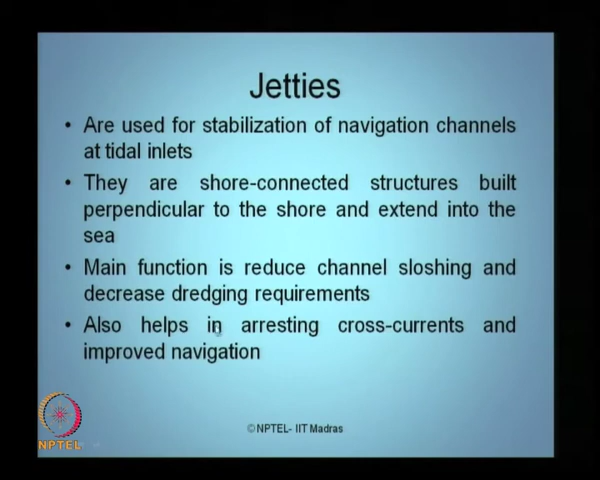 Jetties
• Are used for stabilization of navigation channels
at tidal inlets
• They are shore-connected structures built
perpendicular to the shore and extend into the
sea
• Main function is reduce channel sloshing and
decrease dredging requirements
• Also helps in arresting cross-currents and
improved navigation
NPTEL
©NPTEL- IIT Madras